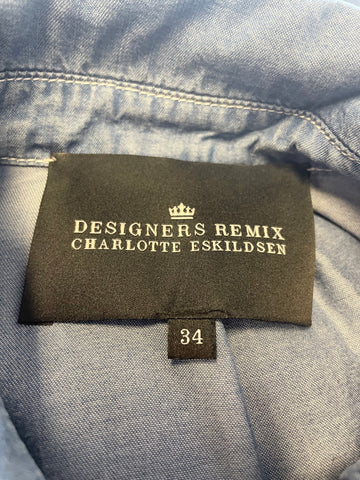 DESIGNERS REMIX
CHARLOTTE ESKILDSEN
34